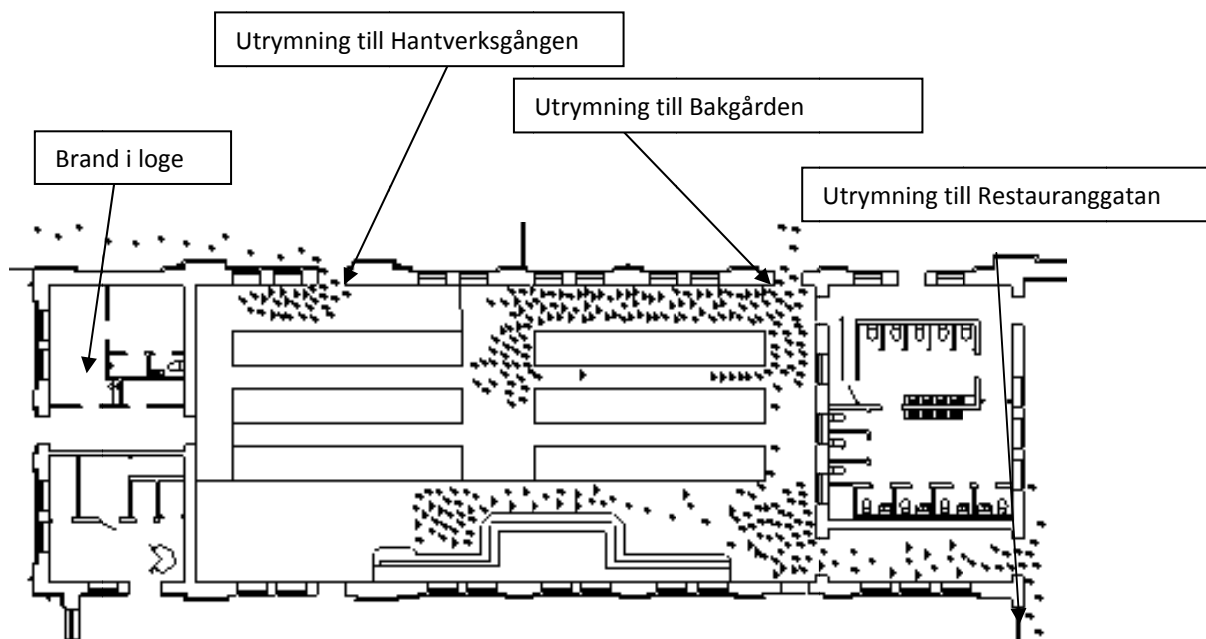 Utrymning till Hantverksgången
Utrymning till Bakgården
Brand i loge
Utrymning till Restauranggatan